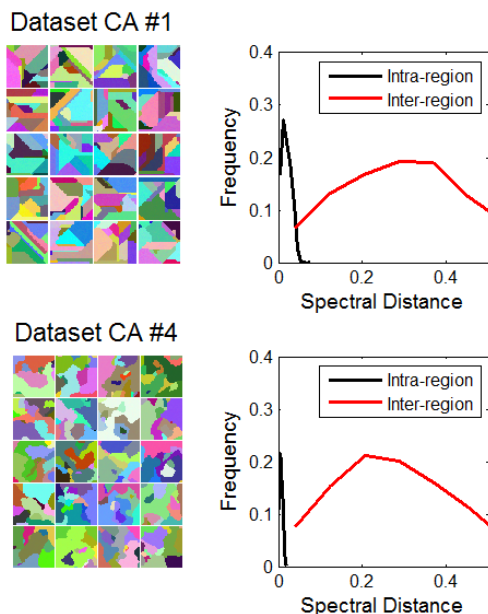 Dataset CA #1
0.4
0.3
0.2
0.1
0
Frequency
Intra-region
Inter-region
0 0.2 0.4
Spectral Distance
Dataset CA #4
0.4
0.3
0.2
0.1
0
Frequency
Intra-region
Inter-region
0 0.2 0.4
Spectral Distance